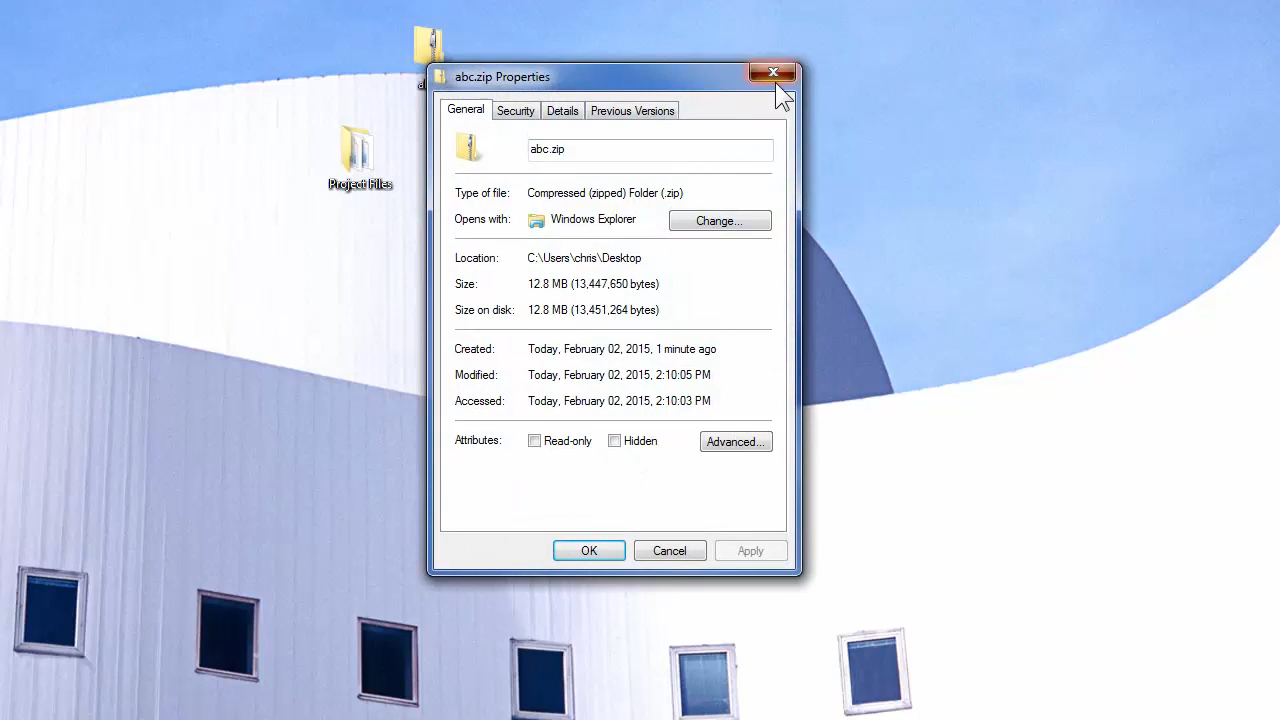 abc.zip Properties
General Security Details Previous Versions
abc.zip
Project Files
Type of file: Compressed (zipped) Folder (.zip)
Opens with: Windows Explorer Change...
Location: C:\Users\chris\Desktop
Size: 12.8 MB (13,447,650 bytes)
Size on disk: 12.8 MB (13,451,264 bytes)
Created: Today, February 02, 2015, 1 minute ago
Modified: Today, February 02, 2015, 2:10:05 PM
Accessed: Today, February 02, 2015, 2:10:03 PM
Attributes: Read-only Hidden Advanced...
OK Cancel Apply